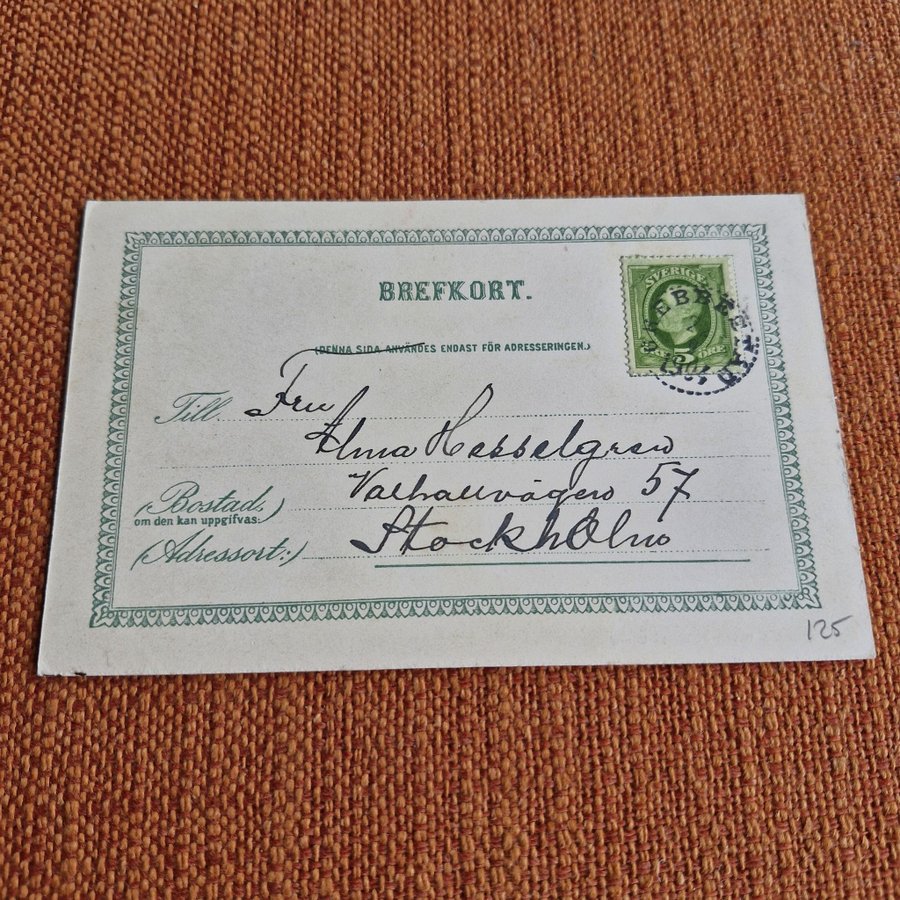 BREFKORT.
SVERIGE
5 ÖRE
(DENNA SIDA ANVÄNDES ENDAST FÖR ADRESSERINGEN.)
Till Fru
Alma Hesselgren
Valhallvägen 57
(Bostad,)
om den kan uppgifvas:
Stockholm
(Adressort:)
125